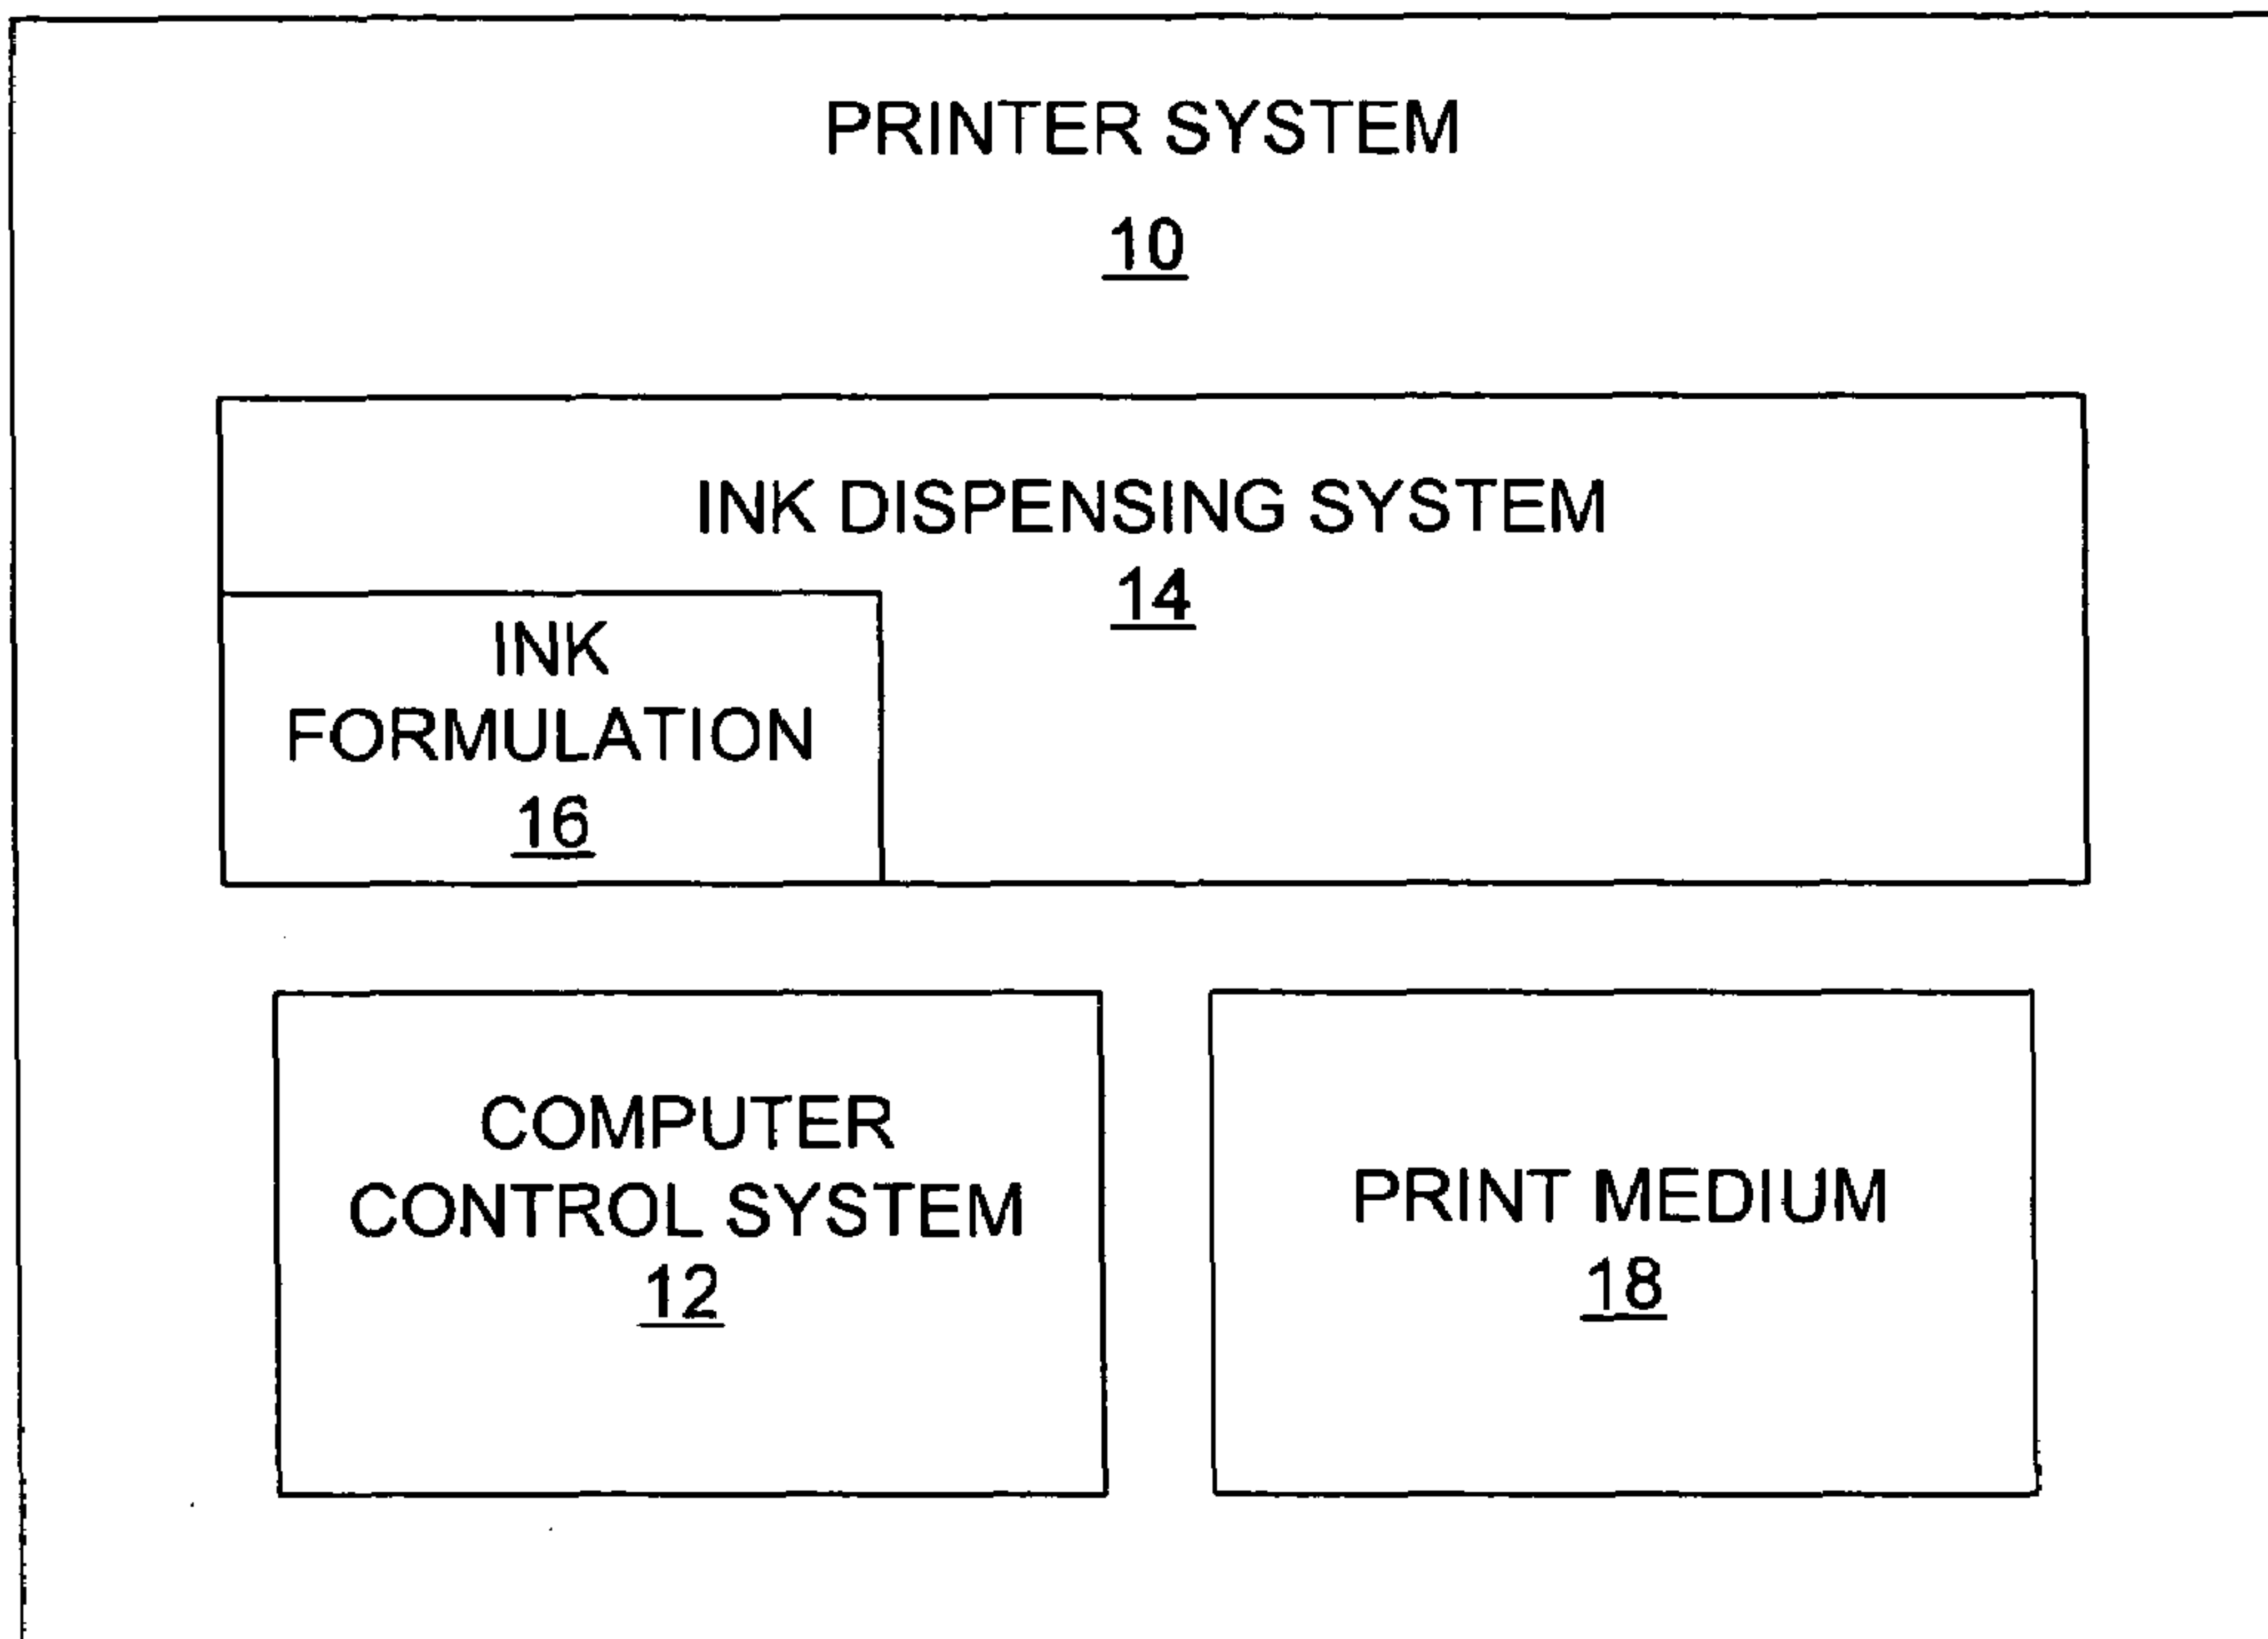 PRINTER SYSTEM
10
INK DISPENSING SYSTEM
14
INK
FORMULATION
16
COMPUTER
CONTROL SYSTEM
12
PRINT MEDIUM
18